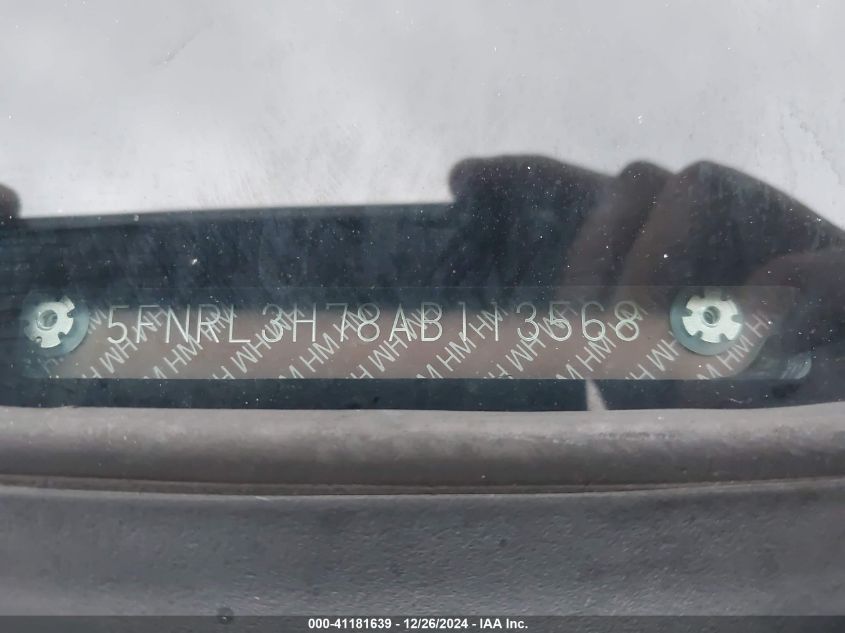 5FNRL3H78AB113568
000-41181639 - 12/26/2024 - IAA Inc.